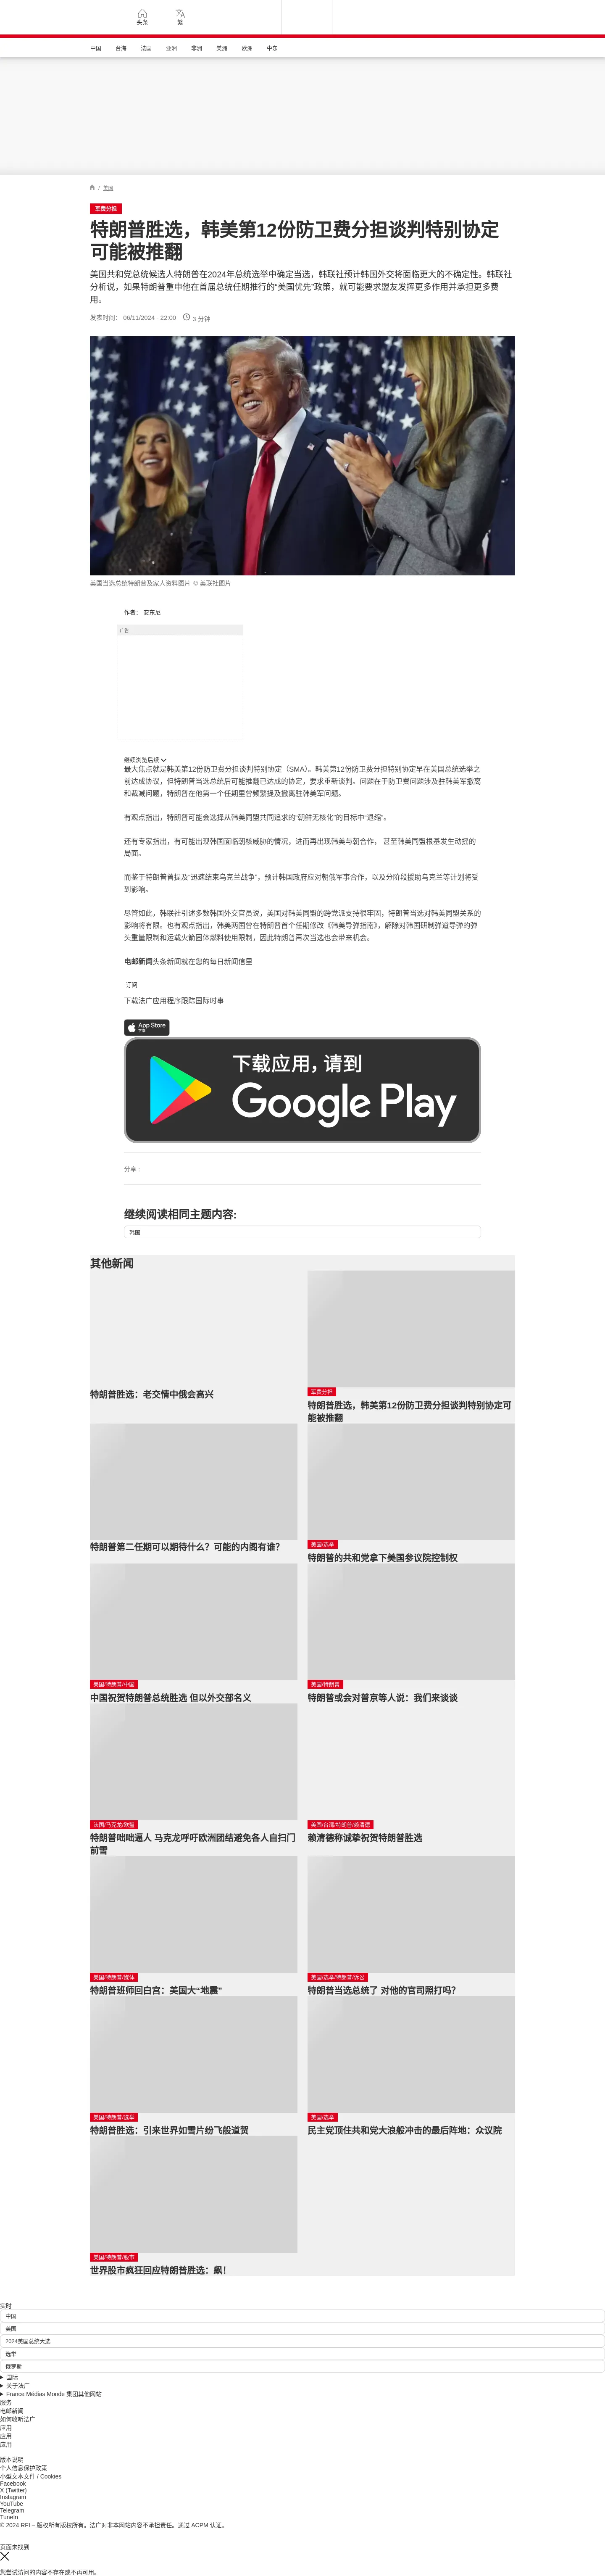 头条
繁
中国 台海 法国 亚洲 非洲 美洲 欧洲 中东
/ 美国
军费分担
特朗普胜选，韩美第12份防卫费分担谈判特别协定
可能被推翻
美国共和党总统候选人特朗普在2024年总统选举中确定当选，韩联社预计韩国外交将面临更大的不确定性。韩联社
分析说，如果特朗普重申他在首届总统任期推行的“美国优先”政策，就可能要求盟友发挥更多作用并承担更多费
用。
发表时间： 06/11/2024 - 22:00 3 分钟
美国当选总统特朗普及家人资料图片 © 美联社图片
作者： 安东尼
广告
继续浏览后续
最大焦点就是韩美第12份防卫费分担谈判特别协定（SMA）。韩美第12份防卫费分担特别协定早在美国总统选举之
前达成协议，但特朗普当选总统后可能推翻已达成的协定，要求重新谈判。问题在于防卫费问题涉及驻韩美军撤离
和裁减问题，特朗普在他第一个任期里曾频繁提及撤离驻韩美军问题。
有观点指出，特朗普可能会选择从韩美同盟共同追求的“朝鲜无核化”的目标中“退缩”。
还有专家指出，有可能出现韩国面临朝核威胁的情况，进而再出现韩美与朝合作， 甚至韩美同盟根基发生动摇的
局面。
而鉴于特朗普曾提及“迅速结束乌克兰战争”，预计韩国政府应对朝俄军事合作，以及分阶段援助乌克兰等计划将受
到影响。
尽管如此，韩联社引述多数韩国外交官员说，美国对韩美同盟的跨党派支持很牢固，特朗普当选对韩美同盟关系的
影响将有限。也有观点指出，韩美两国曾在特朗普首个任期修改《韩美导弹指南》，解除对韩国研制弹道导弹的弹
头重量限制和运载火箭固体燃料使用限制，因此特朗普再次当选也会带来机会。
电邮新闻头条新闻就在您的每日新闻信里
订阅
下载法广应用程序跟踪国际时事
App Store
下载
下载应用，请到
Google Play
分享 :
继续阅读相同主题内容:
韩国
其他新闻
特朗普胜选：老交情中俄会高兴
军费分担
特朗普胜选，韩美第12份防卫费分担谈判特别协定可
能被推翻
特朗普第二任期可以期待什么？可能的内阁有谁？
美国/选举
特朗普的共和党拿下美国参议院控制权
美国/特朗普/中国
中国祝贺特朗普总统胜选 但以外交部名义
美国/特朗普
特朗普或会对普京等人说：我们来谈谈
法国/马克龙/欧盟
特朗普咄咄逼人 马克龙呼吁欧洲团结避免各人自扫门
前雪
美国/台湾/特朗普/赖清德
赖清德称诚挚祝贺特朗普胜选
美国/特朗普/媒体
特朗普班师回白宫：美国大“地震”
美国/选举/特朗普/诉讼
特朗普当选总统了 对他的官司照打吗？
美国/特朗普/选举
特朗普胜选：引来世界如雪片纷飞般道贺
美国/选举
民主党顶住共和党大浪般冲击的最后阵地：众议院
美国/特朗普/股市
世界股市疯狂回应特朗普胜选：飙！
实时
中国
美国
2024美国总统大选
选举
俄罗斯
国际
关于法广
France Médias Monde 集团其他网站
服务
电邮新闻
如何收听法广
应用
应用
应用
版本说明
个人信息保护政策
小型文本文件 / Cookies
Facebook
X (Twitter)
Instagram
YouTube
Telegram
TuneIn
© 2024 RFI – 版权所有版权所有。法广对非本网站内容不承担责任。通过 ACPM 认证。
页面未找到
您尝试访问的内容不存在或不再可用。